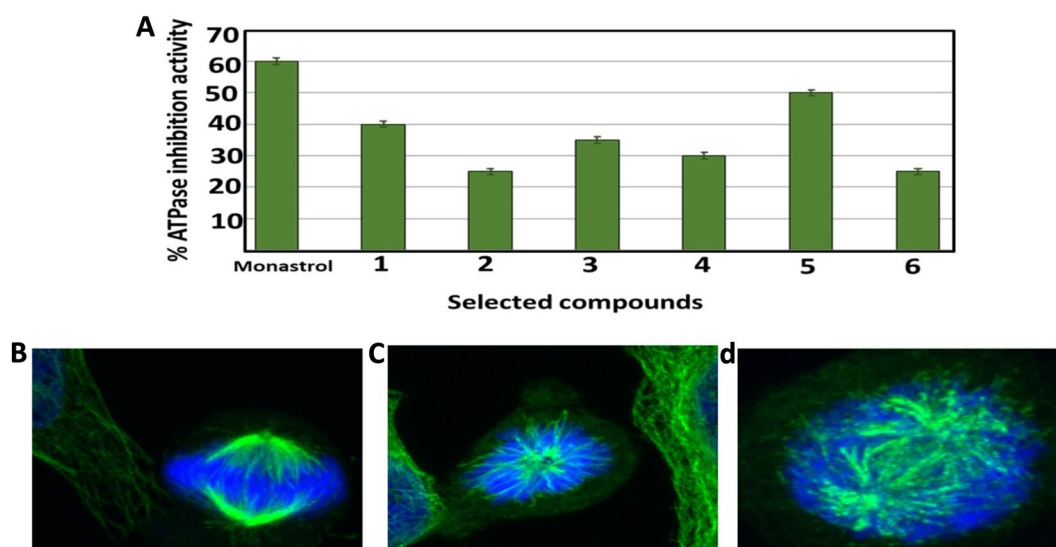 A
% ATPase inhibition activity
70
60
50
40
30
20
10
Monastrol 1 2 3 4 5 6
Selected compounds
B C d